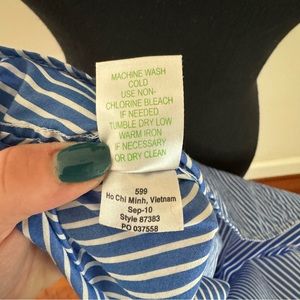 MACHINE WASH
COLD
USE NON-
CHLORINE BLEACH
IF NEEDED
TUMBLE DRY LOW
WARM IRON
IF NECESSARY
OR DRY CLEAN
599
Ho Chi Minh, Vietnam
Sep-10
Style 87383
PO 037558